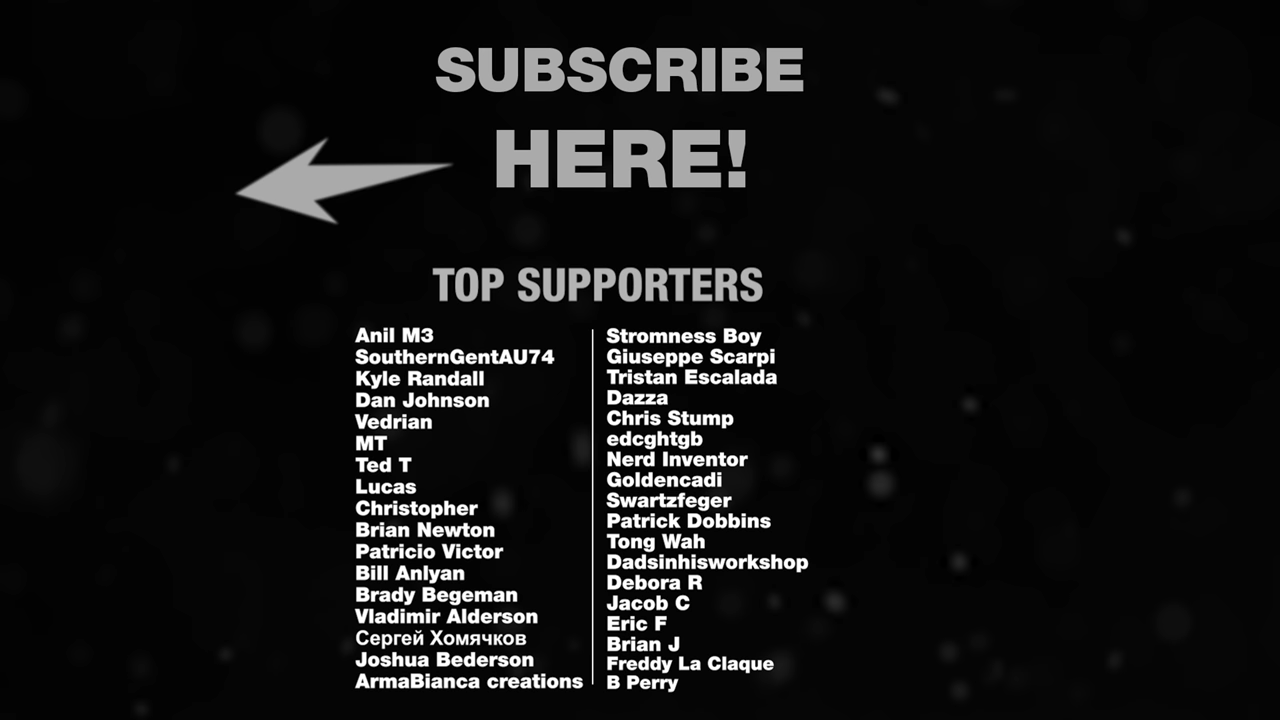 SUBSCRIBE
HERE!
TOP SUPPORTERS
Anil M3
SouthernGentAU74
Kyle Randall
Dan Johnson
Vedrian
MT
Ted T
Lucas
Christopher
Brian Newton
Patricio Victor
Bill Anlyan
Brady Begeman
Vladimir Alderson
Сергей Хомячков
Joshua Bederson
ArmaBianca creations
Stromness Boy
Giuseppe Scarpi
Tristan Escalada
Dazza
Chris Stump
edcghtgb
Nerd Inventor
Goldencadi
Swartzfeger
Patrick Dobbins
Tong Wah
Dadsinhisworkshop
Debora R
Jacob C
Eric F
Brian J
Freddy La Claque
B Perry